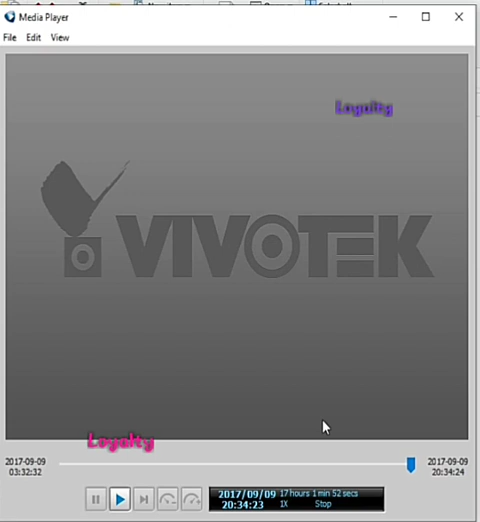 Media Player
File Edit View
Loyalty
VIVOTEK
Loyalty
2017-09-09
03:32:32
2017-09-09
20:34:24
2017/09/09 17 hours 1 min 52 secs
20:34:23 1X Stop